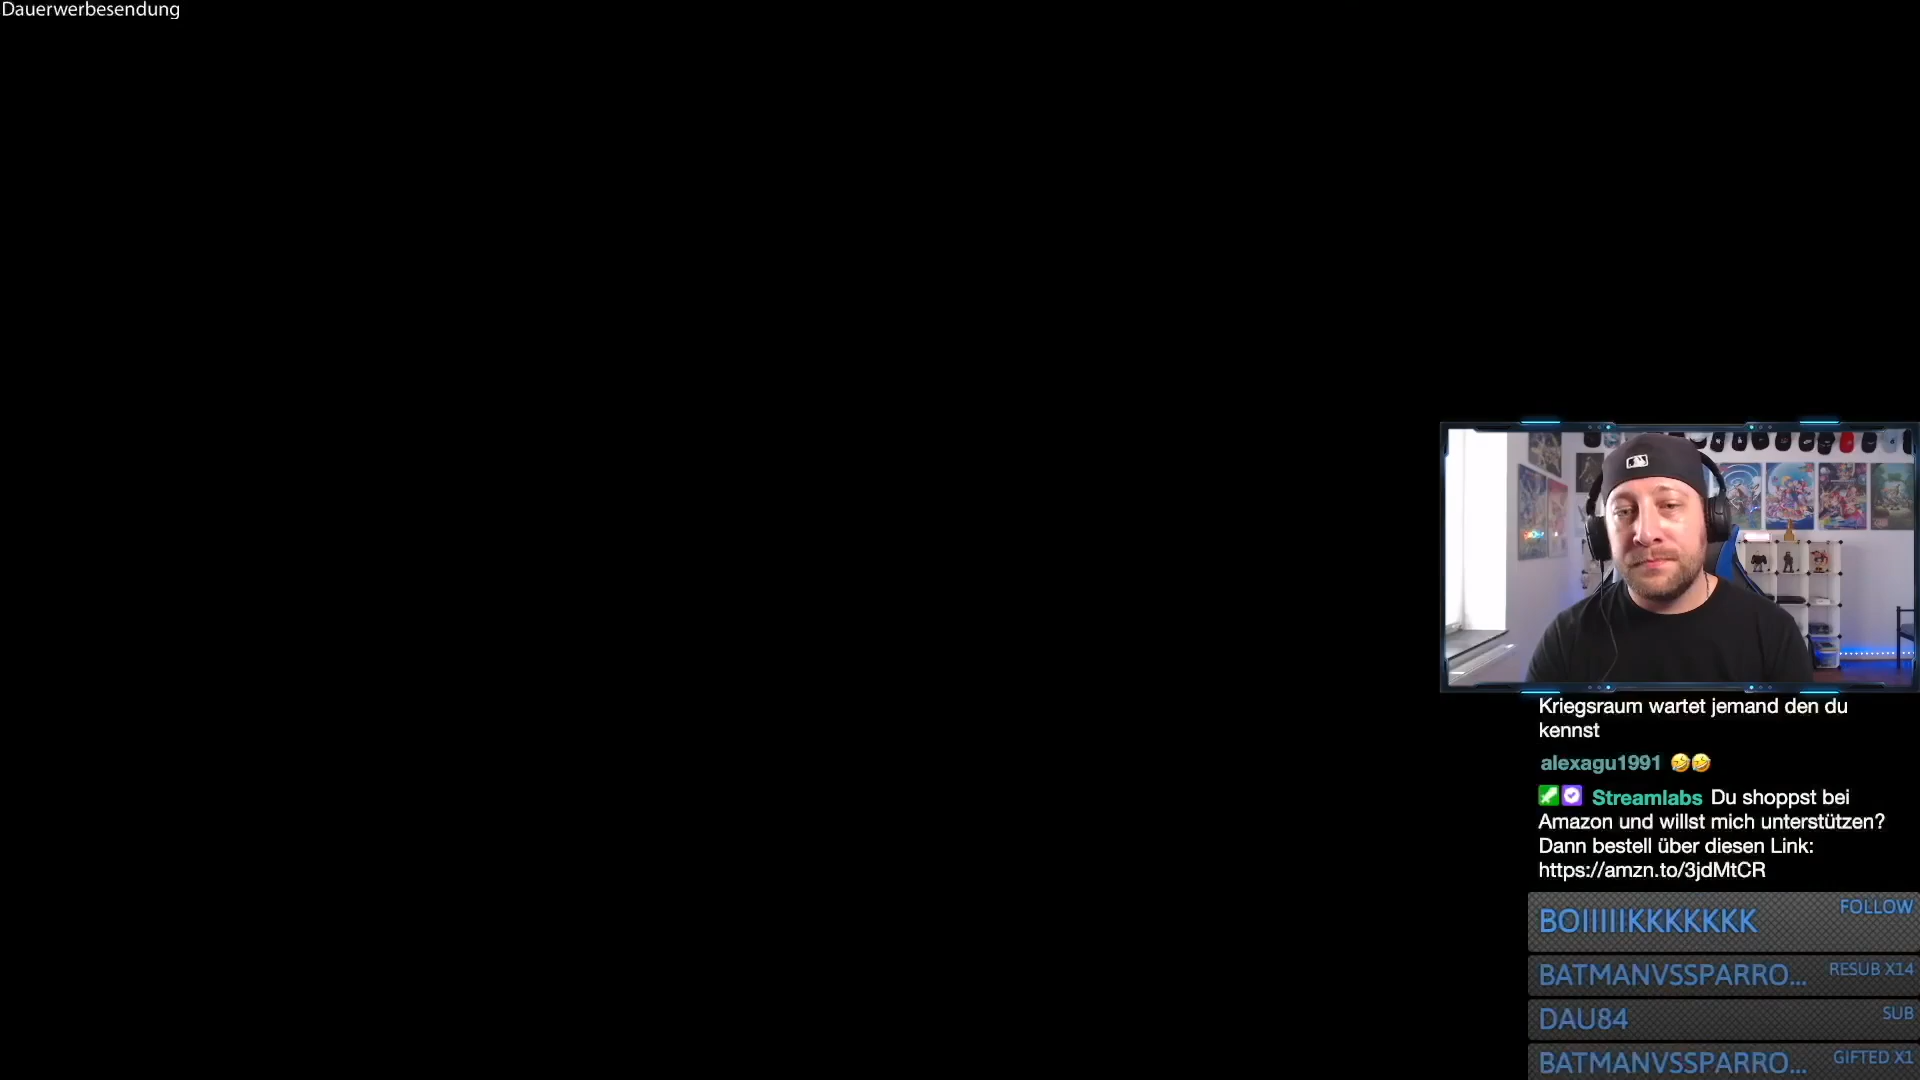 Dauerwerbesendung
Kriegsraum wartet jemand den du
kennst
alexagu1991 🤣🤣
Streamlabs Du shoppst bei
Amazon und willst mich unterstützen?
Dann bestell über diesen Link:
https://amzn.to/3jdMtCR
BOIIIIIKKKKKKK FOLLOW
BATMANVSSPARRO... RESUB X14
DAU84 SUB
BATMANVSSPARRO... GIFTED X1